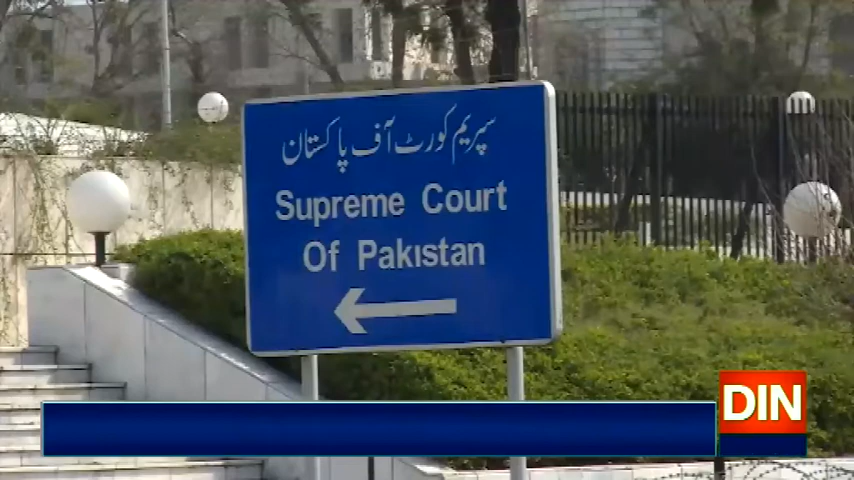 سپریم کورٹ آف پاکستان
Supreme Court
Of Pakistan
DIN